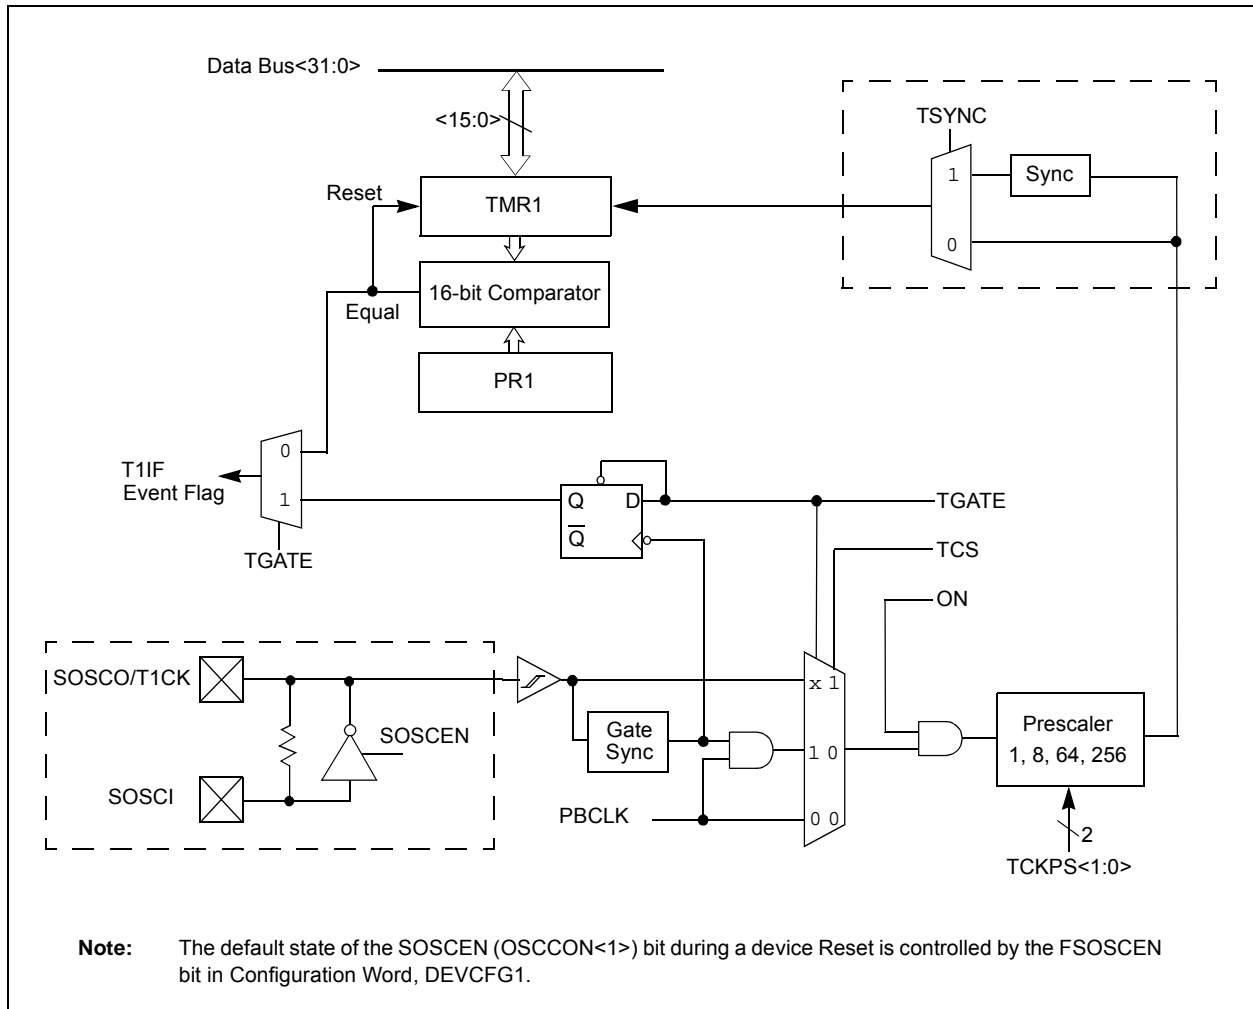 Data Bus<31:0>
<15:0>
TSYNC
1
Sync
0
Reset
TMR1
16-bit Comparator
Equal
PR1
0
T1IF
Event Flag
1
TGATE
Q D
Q
TGATE
TCS
ON
SOSCO/T1CK
SOSCEN
SOSCI
Gate
Sync
PBCLK
x 1
1 0
0 0
Prescaler
1, 8, 64, 256
2
TCKPS<1:0>
Note: The default state of the SOSCEN (OSCCON<1>) bit during a device Reset is controlled by the FSOSCEN
bit in Configuration Word, DEVCFG1.